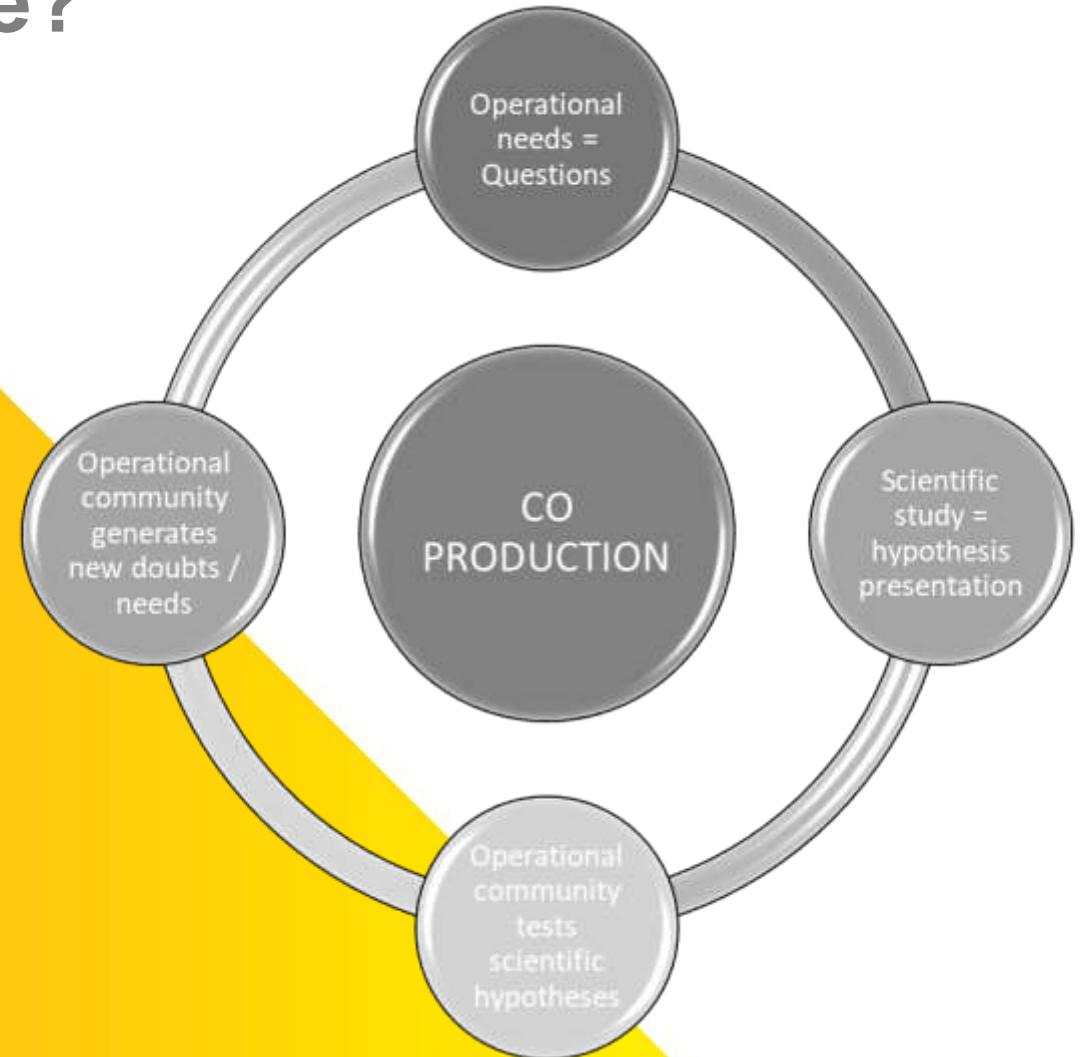 e?
Operational
needs =
Questions
Scientific
study =
hypothesis
presentation
Operational
community
tests
scientific
hypotheses
Operational
community
generates
new doubts /
needs
CO
PRODUCTION